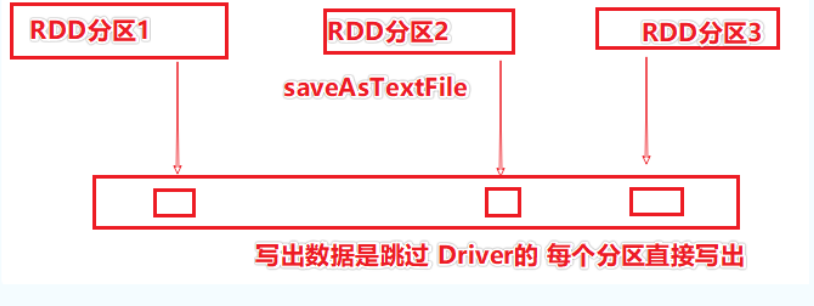 RDD分区1
RDD分区2
RDD分区3
saveAsTextFile
写出数据是跳过 Driver的 每个分区直接写出